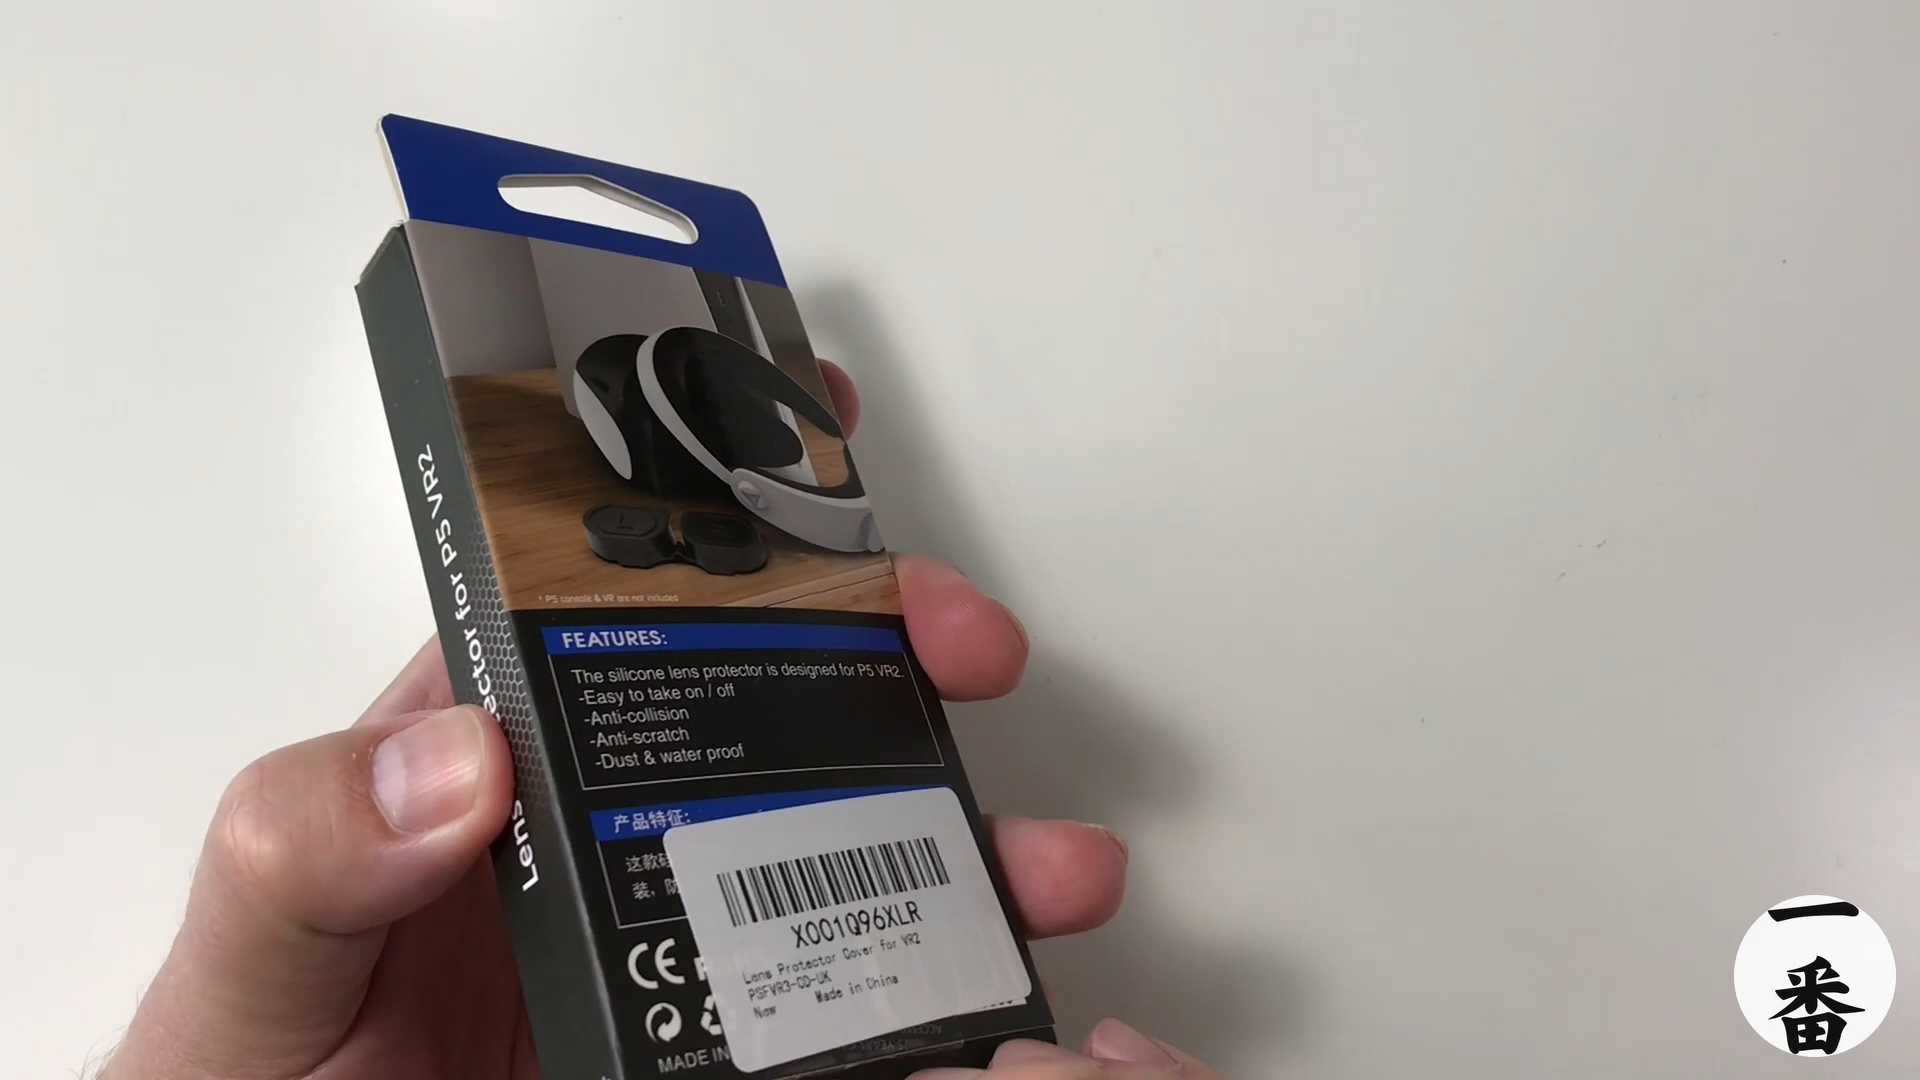 Lens
for P5 VR2
L
* P5 console & VR are not included
FEATURES:
The silicone lens protector is designed for P5 VR2.
-Easy to take on / off
-Anti-collision
-Anti-scratch
-Dust & water proof
产品特征:
这款硅
装, 防
X001Q96XLR
Lens Protector Cover for VR2
PSFVR3-CD-UK
New Made in China
CE
MADE IN
一
番